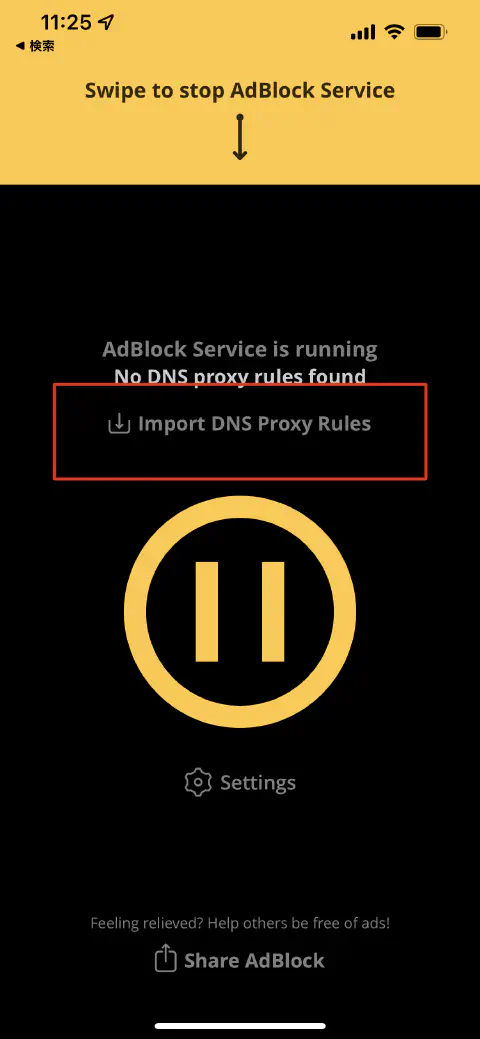 11:25
◀ 検索
Swipe to stop AdBlock Service
AdBlock Service is running
No DNS proxy rules found
Import DNS Proxy Rules
Settings
Feeling relieved? Help others be free of ads!
Share AdBlock